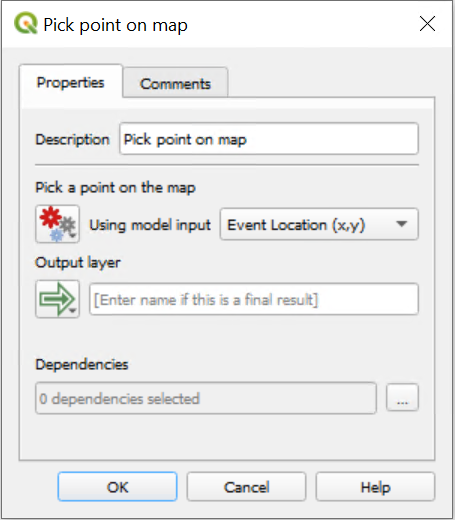 Pick point on map
Properties Comments
Description Pick point on map
Pick a point on the map
Using model input Event Location (x,y)
Output layer
[Enter name if this is a final result]
Dependencies
0 dependencies selected ...
OK Cancel Help